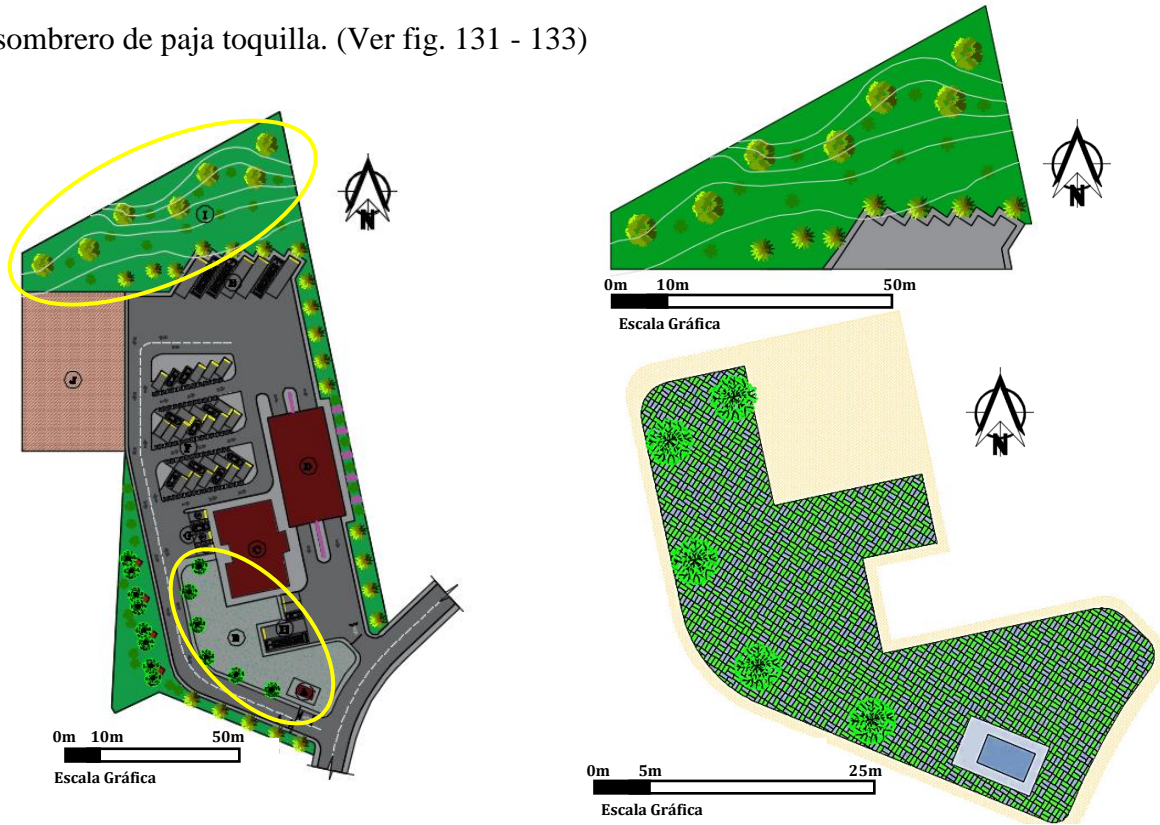 sombrero de paja toquilla. (Ver fig. 131 - 133)
N
I
B
J
F
D
G
C
B
H
0m 10m 50m
Escala Gráfica
N
0m 10m 50m
Escala Gráfica
N
0m 5m 25m
Escala Gráfica